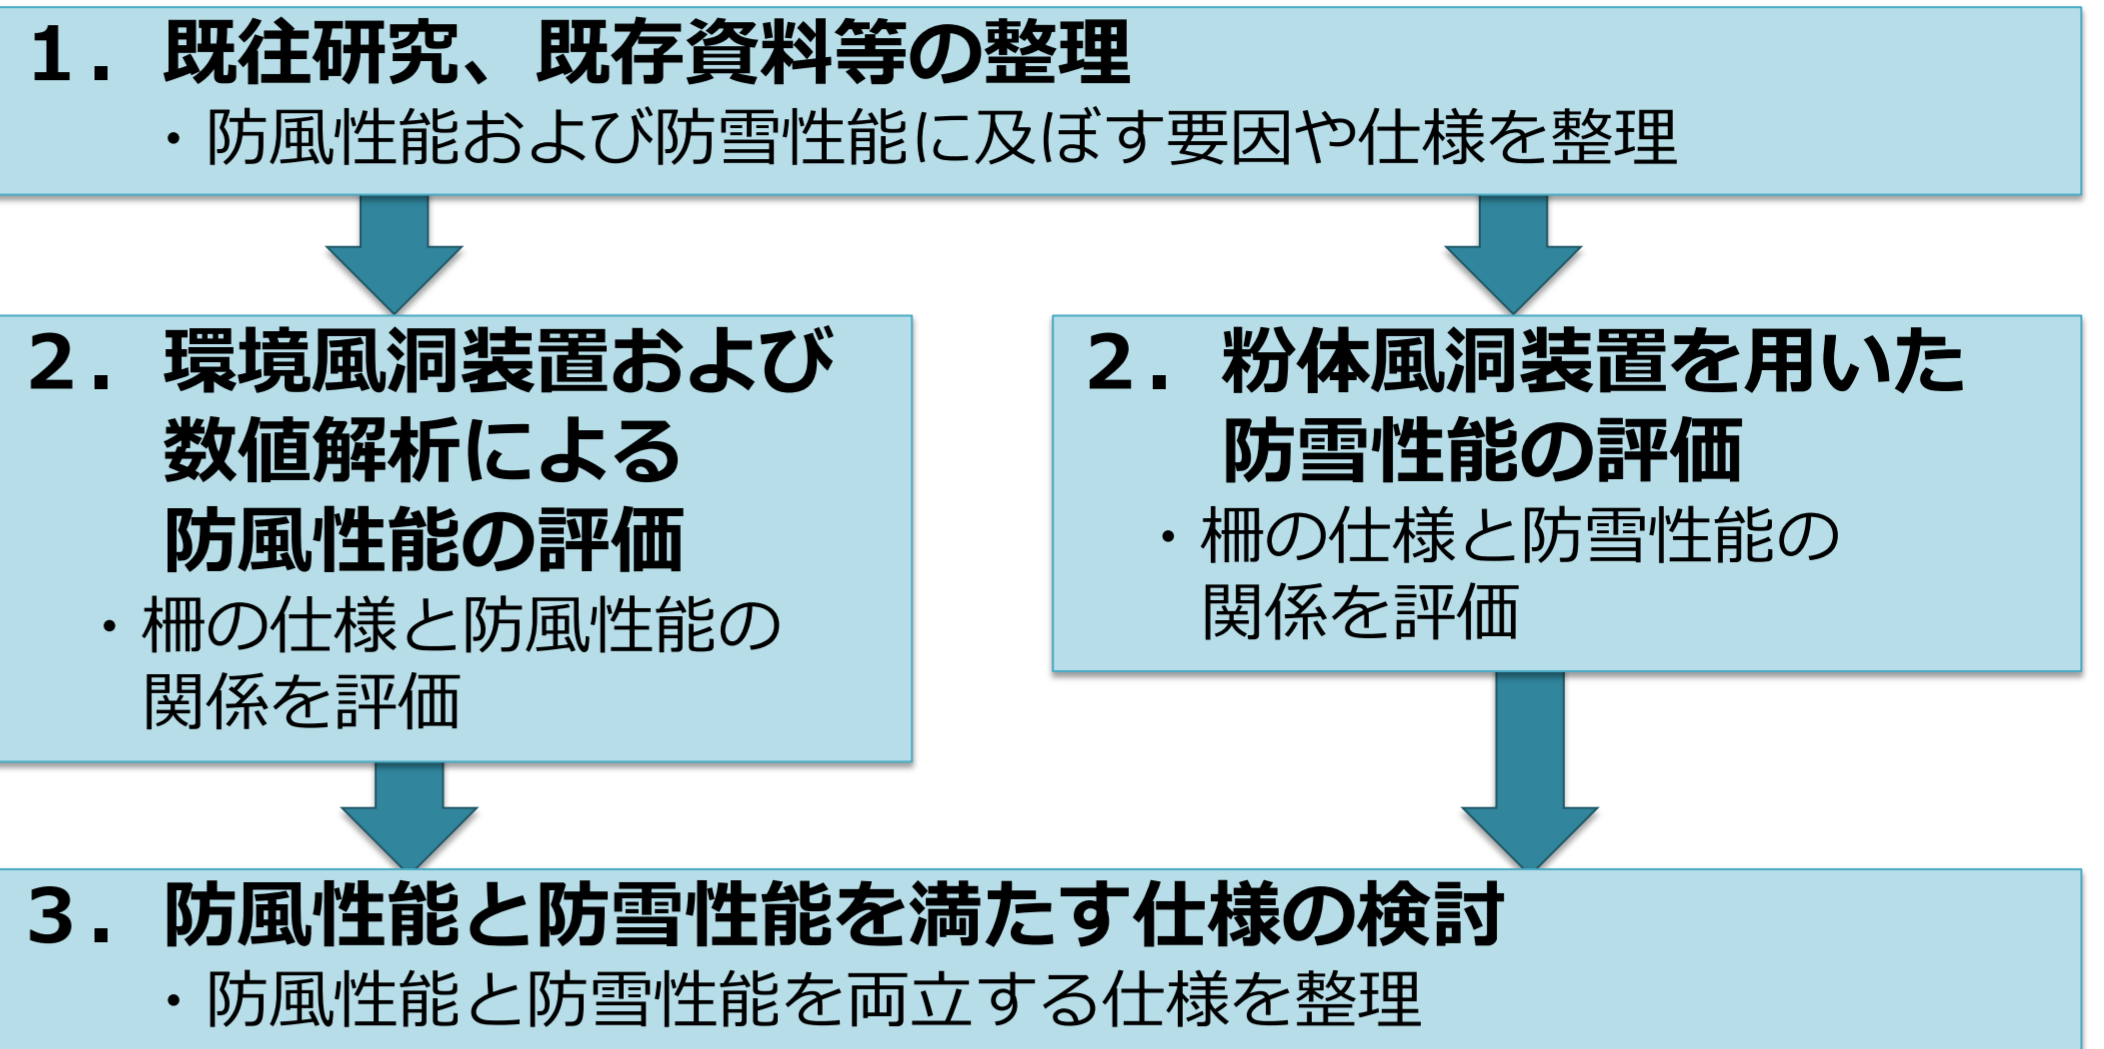 1．既往研究、既存資料等の整理
・防風性能および防雪性能に及ぼす要因や仕様を整理
2．環境風洞装置および
数値解析による
防風性能の評価
・柵の仕様と防風性能の
関係を評価
2．粉体風洞装置を用いた
防雪性能の評価
・柵の仕様と防雪性能の
関係を評価
3．防風性能と防雪性能を満たす仕様の検討
・防風性能と防雪性能を両立する仕様を整理